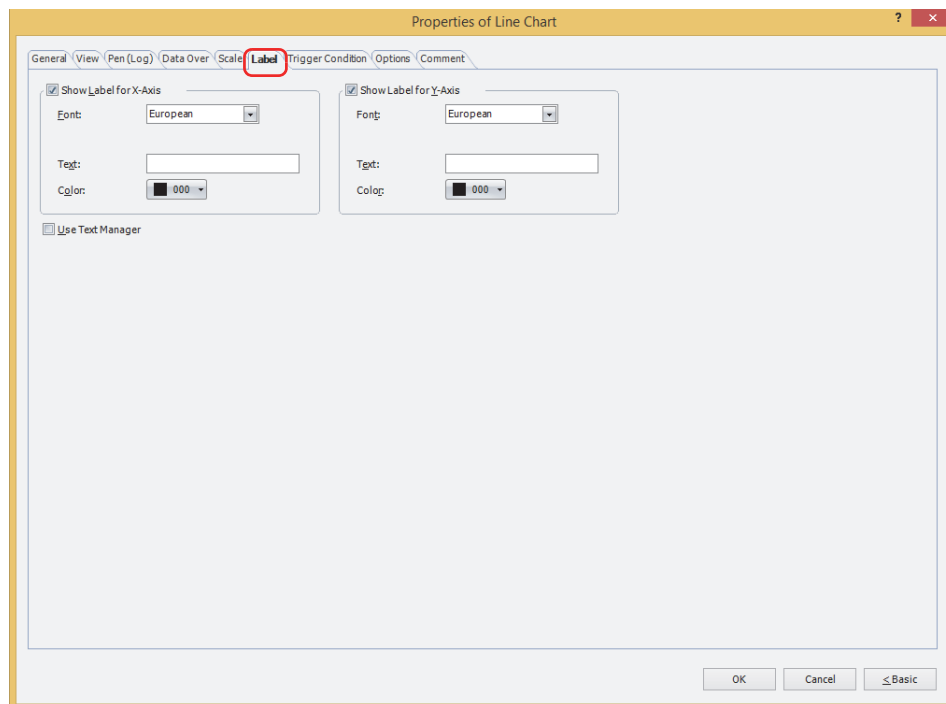 Properties of Line Chart ? ×
General View Pen (Log) Data Over Scale Label Trigger Condition Options Comment
Show Label for X-Axis Show Label for Y-Axis
Font: European Font: European
Text: Text:
Color: 000 Color: 000
Use Text Manager
OK Cancel < Basic